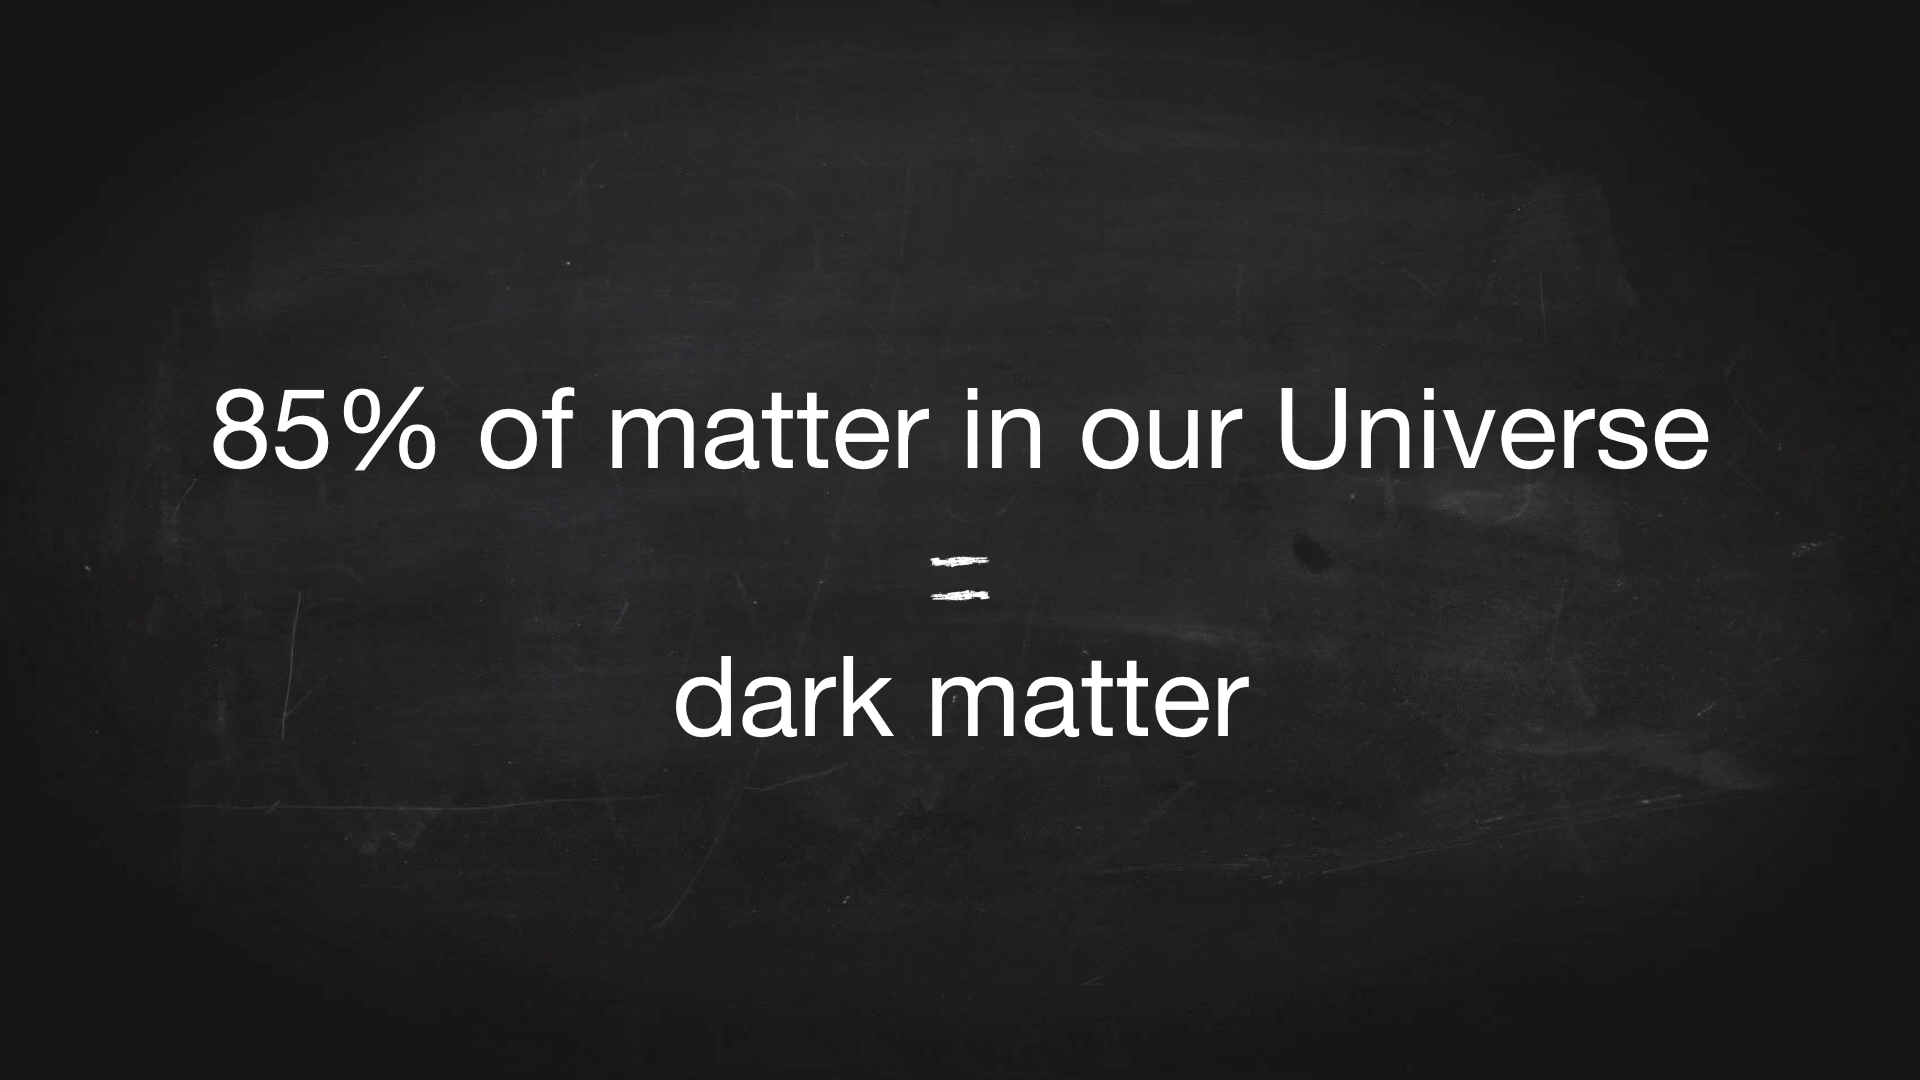 85% of matter in our Universe
=
dark matter